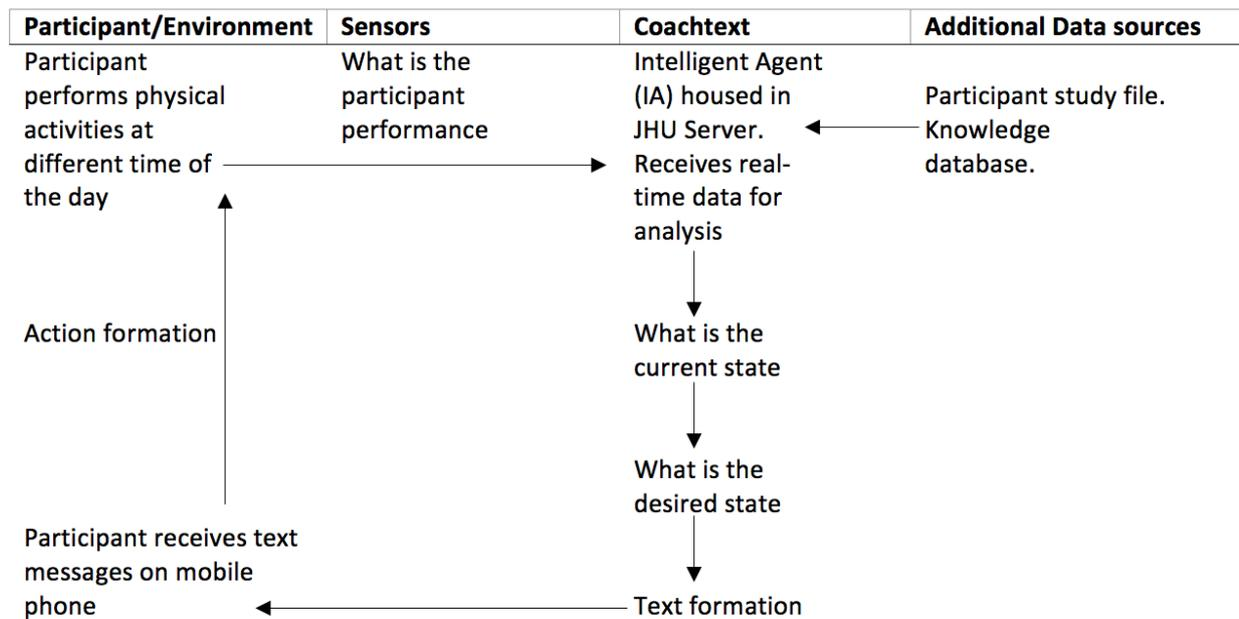 Participant/Environment Sensors Coachtext Additional Data sources
Participant
performs physical
activities at
different time of
the day
What is the
participant
performance
Intelligent Agent
(IA) housed in
JHU Server.
Receives real-
time data for
analysis
Participant study file.
Knowledge
database.
Action formation
What is the
current state
What is the
desired state
Participant receives text
messages on mobile
phone
Text formation